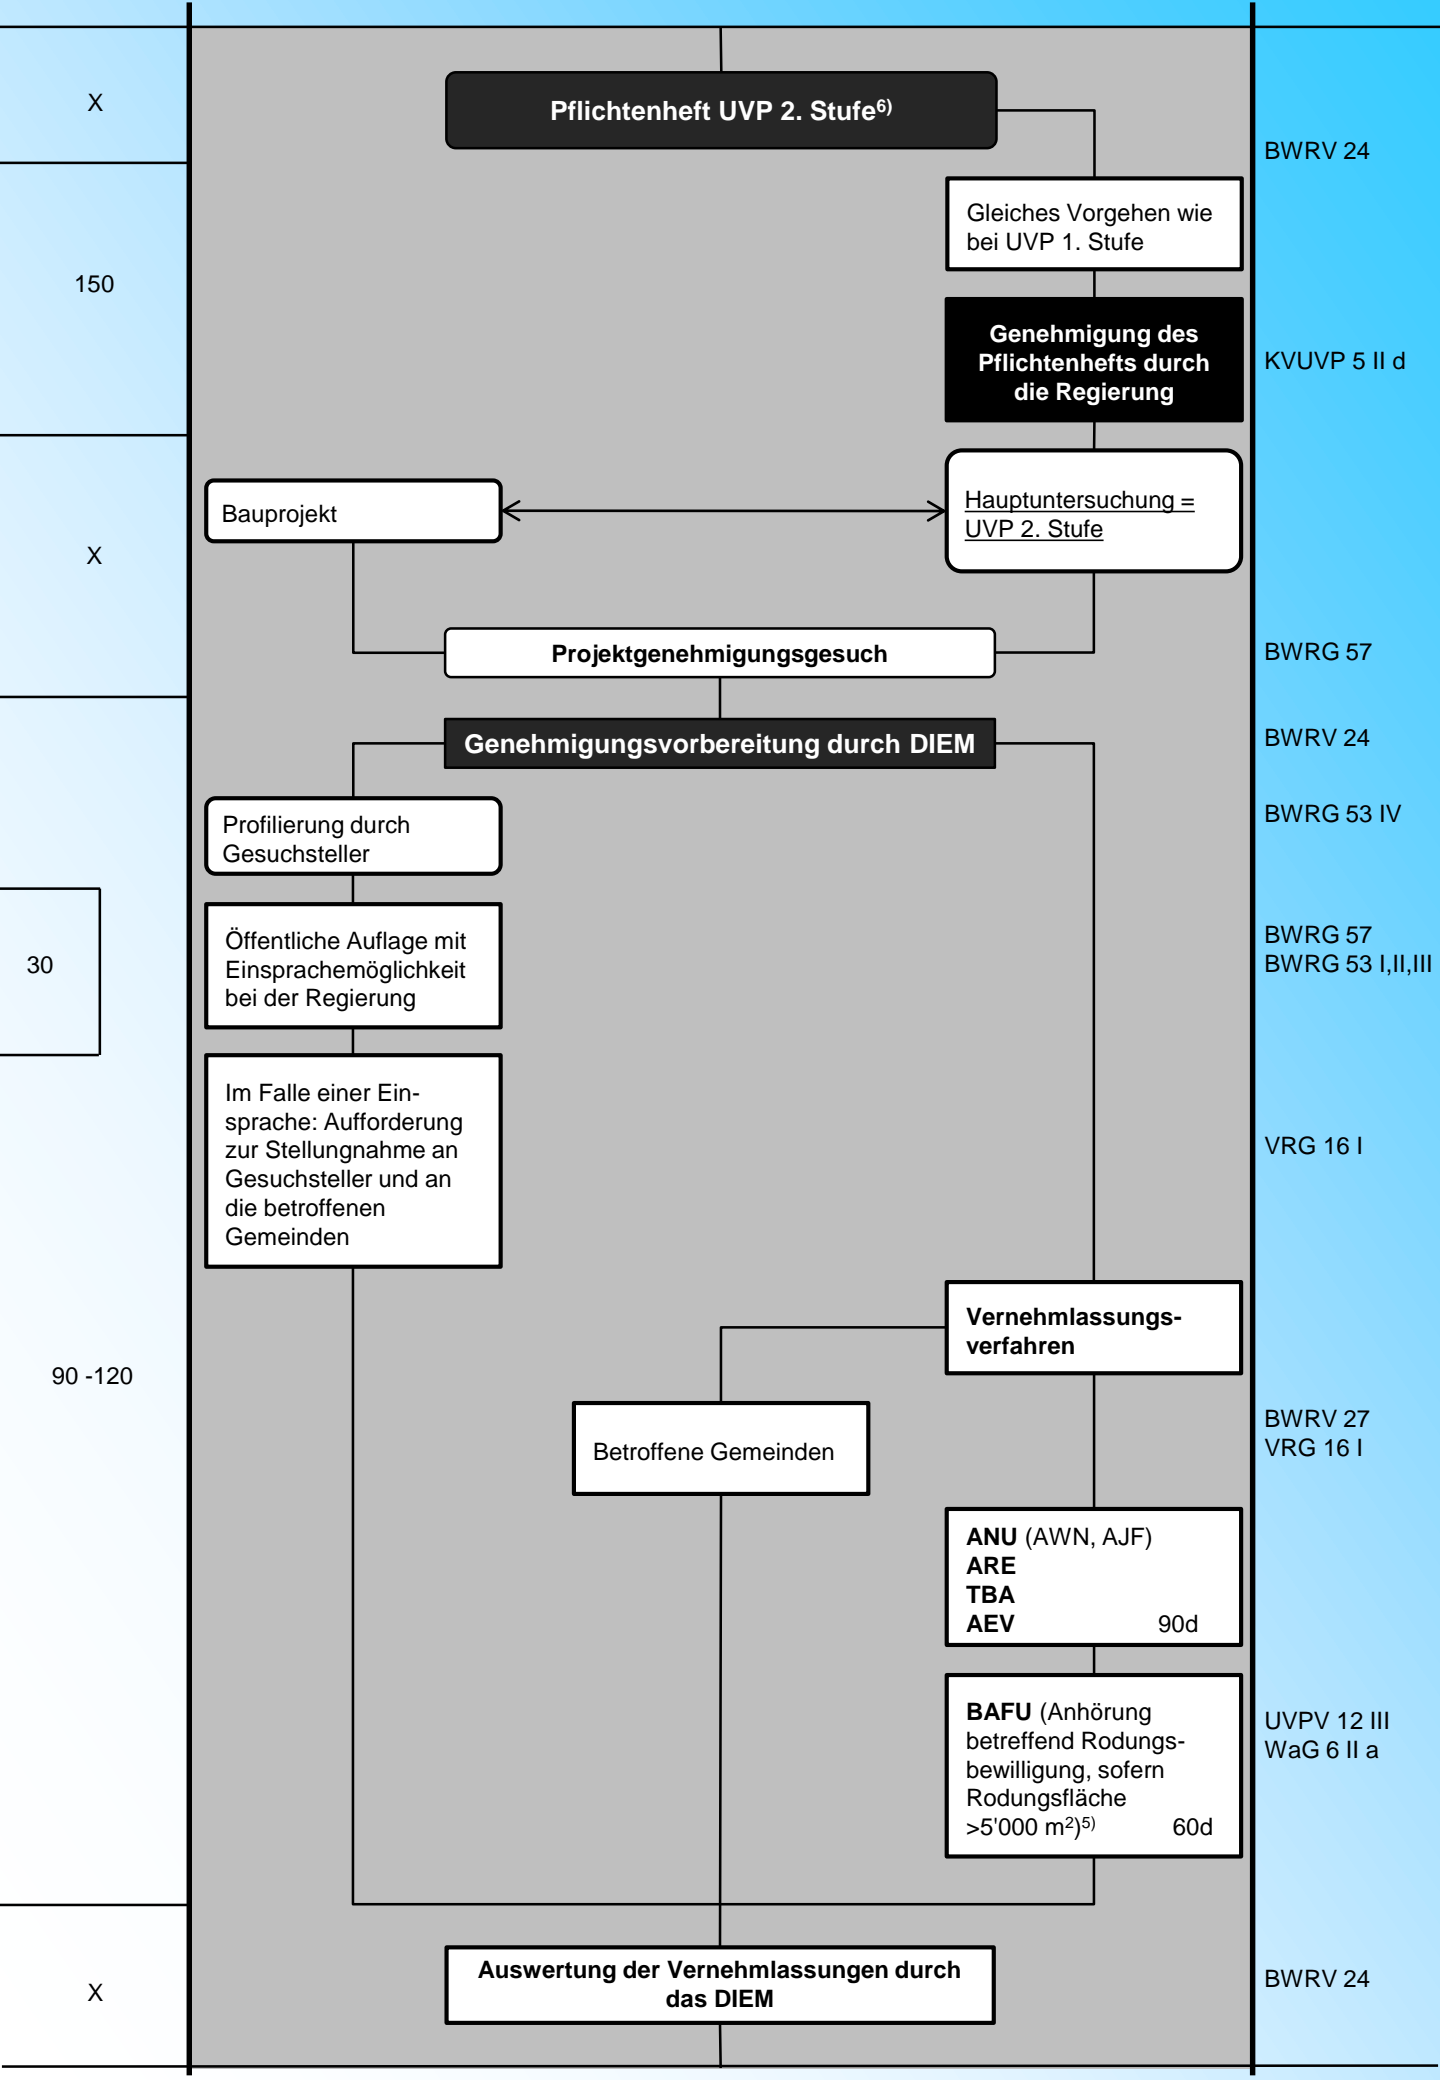 X
Pflichtenheft UVP 2. Stufe6)
BWRV 24
Gleiches Vorgehen wie
bei UVP 1. Stufe
150
Genehmigung des
Pflichtenhefts durch
die Regierung
KVUVP 5 II d
Bauprojekt
Hauptuntersuchung =
UVP 2. Stufe
X
Projektgenehmigungsgesuch
BWRG 57
Genehmigungsvorbereitung durch DIEM
BWRV 24
Profilierung durch
Gesuchsteller
BWRG 53 IV
30
Öffentliche Auflage mit
Einsprachemöglichkeit
bei der Regierung
BWRG 57
BWRG 53 I,II,III
Im Falle einer Ein-
sprache: Aufforderung
zur Stellungnahme an
Gesuchsteller und an
die betroffenen
Gemeinden
VRG 16 I
Vernehmlassungs-
verfahren
90 -120
Betroffene Gemeinden
BWRV 27
VRG 16 I
ANU (AWN, AJF)
ARE
TBA
AEV 90d
BAFU (Anhörung
betreffend Rodungs-
bewilligung, sofern
Rodungsfläche
>5'000 m2)5) 60d
UVPV 12 III
WaG 6 II a
X
Auswertung der Vernehmlassungen durch
das DIEM
BWRV 24